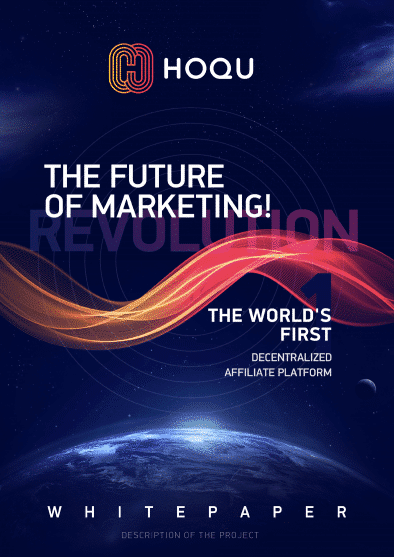 HOQU
THE FUTURE
OF MARKETING!
REVOLUTION
1
THE WORLD'S
FIRST
DECENTRALIZED
AFFILIATE PLATFORM
WHITEPAPER
DESCRIPTION OF THE PROJECT